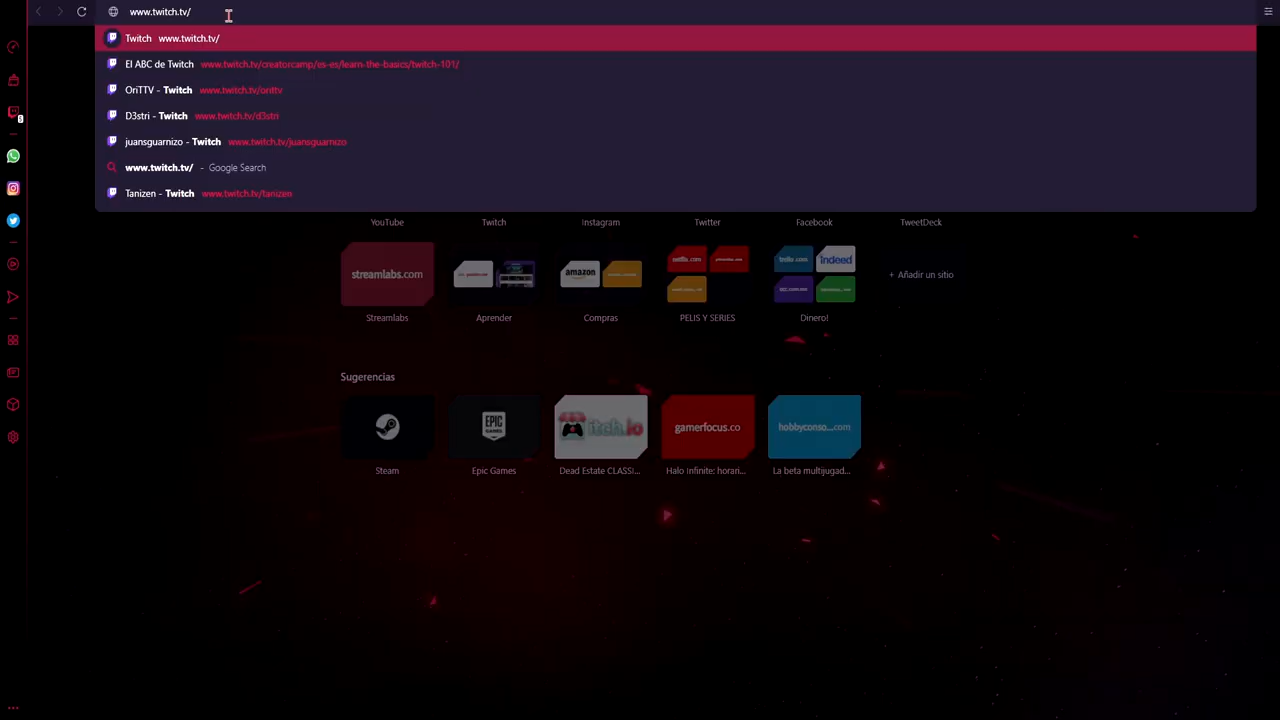 www.twitch.tv/
Twitch www.twitch.tv/
El ABC de Twitch www.twitch.tv/creatorcamp/es-es/learn-the-basics/twitch-101/
OriTTV - Twitch www.twitch.tv/orittv
D3stri - Twitch www.twitch.tv/d3stri
juansguarnizo - Twitch www.twitch.tv/juansguarnizo
www.twitch.tv/ - Google Search
Tanizen - Twitch www.twitch.tv/tanizen
YouTube Twitch Instagram Twitter Facebook TweetDeck
streamlabs.com amazon netflix.com trello.com indeed + Añadir un sitio
Streamlabs Aprender Compras PELIS Y SERIES Dinero!
Sugerencias
EPIC GAMES itch.io gamerfocus.co hobbyconso...com
Steam Epic Games Dead Estate CLASSI... Halo Infinite: horari... La beta multijugad...